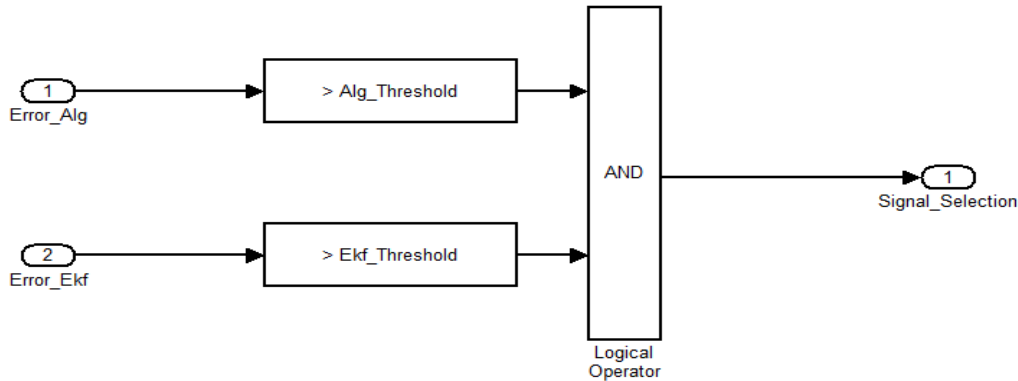 1
Error_Alg
> Alg_Threshold
AND
1
Signal_Selection
2
Error_Ekf
> Ekf_Threshold
Logical
Operator